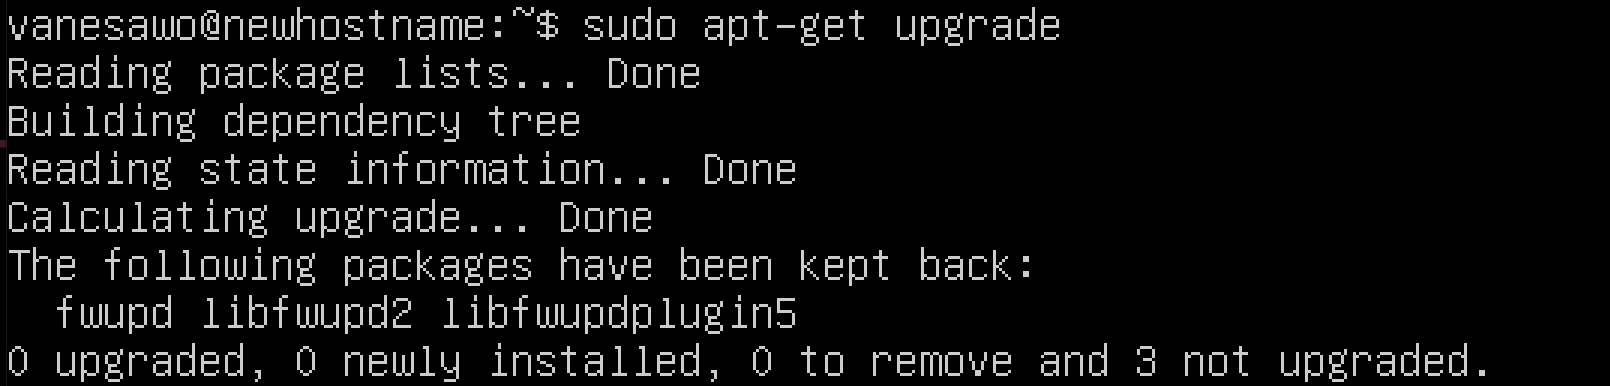 vanesawo@newhostname:~$ sudo apt-get upgrade
Reading package lists... Done
Building dependency tree
Reading state information... Done
Calculating upgrade... Done
The following packages have been kept back:
  fwupd libfwupd2 libfwupdplugin5
0 upgraded, 0 newly installed, 0 to remove and 3 not upgraded.